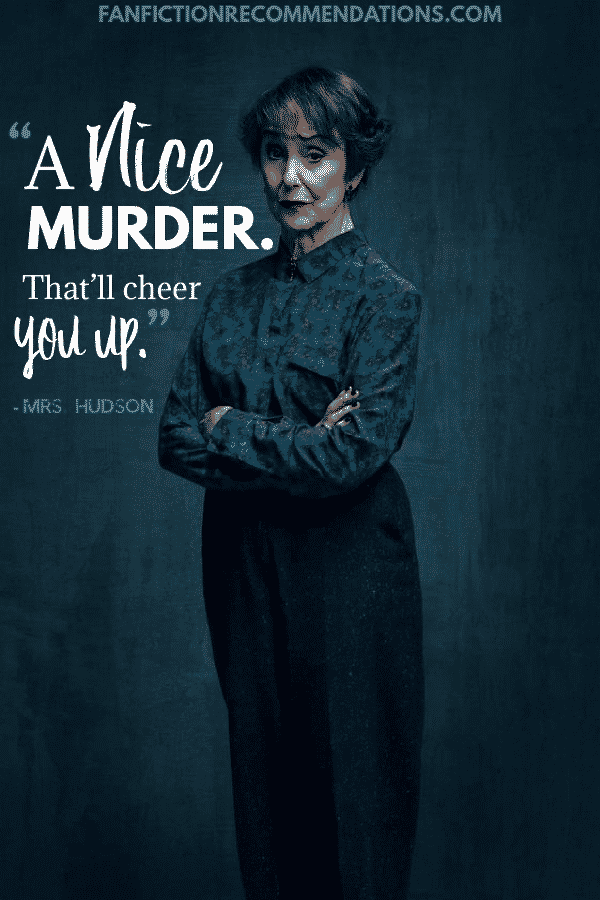 FANFICTIONRECOMMENDATIONS.COM
“A Nice
MURDER.
That’ll cheer
you up.”
- MRS. HUDSON